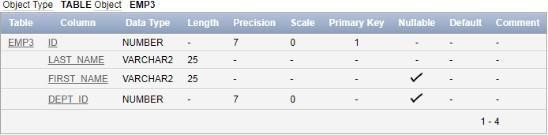 Object Type TABLE Object EMP3
Table Column Data Type Length Precision Scale Primary Key Nullable Default Comment
EMP3 ID NUMBER - 7 0 1 - - -
LAST_NAME VARCHAR2 25 - - - - - -
FIRST_NAME VARCHAR2 25 - - - ✓ - -
DEPT_ID NUMBER - 7 0 - ✓ - -
1 - 4